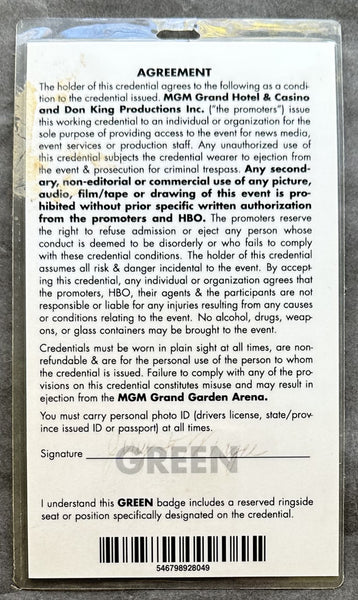 AGREEMENT
The holder of this credential agrees to the following as a condi-
tion to the credential issued. MGM Grand Hotel & Casino
and Don King Productions Inc. ("the promoters") issue
this working credential to an individual or organization for the
sole purpose of providing access to the event for news media,
event services or production staff. Any unauthorized use of
this credential subjects the credential wearer to ejection from
the event & prosecution for criminal trespass. Any second-
ary, non-editorial or commercial use of any picture,
audio, film/tape or drawing of this event is pro-
hibited without prior specific written authorization
from the promoters and HBO. The promoters reserve
the right to refuse admission or eject any person whose
conduct is deemed to be disorderly or who fails to comply
with these credential conditions. The holder of this credential
assumes all risk & danger incidental to the event. By accept-
ing this credential, any individual or organization agrees that
the promoters, HBO, their agents & the participants are not
responsible or liable for any injuries resulting from any causes
or conditions relating to the event. No alcohol, drugs, weap-
ons, or glass containers may be brought to the event.
Credentials must be worn in plain sight at all times, are non-
refundable & are for the personal use of the person to whom
the credential is issued. Failure to comply with any of the pro-
visions on this credential constitutes misuse and may result in
ejection from the MGM Grand Garden Arena.
You must carry personal photo ID (drivers license, state/prov-
ince issued ID or passport) at all times.
Signature
GREEN
I understand this GREEN badge includes a reserved ringside
seat or position specifically designated on the credential.
546798928049